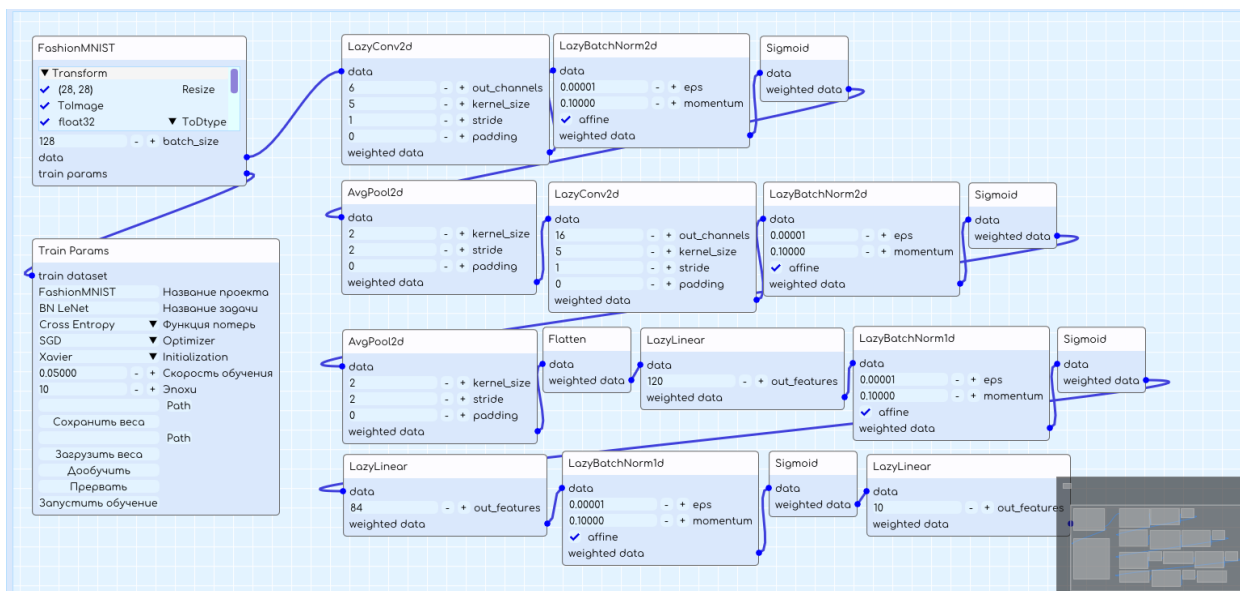 FashionMNIST
▼ Transform
(28, 28) Resize
ToImage
float32 ▼ ToDtype
128 - + batch_size
data
train params
LazyConv2d
data
6 - + out_channels
5 - + kernel_size
1 - + stride
0 - + padding
weighted data
LazyBatchNorm2d
data
0.00001 - + eps
0.10000 - + momentum
affine
weighted data
Sigmoid
data
weighted data
AvgPool2d
data
2 - + kernel_size
2 - + stride
0 - + padding
weighted data
LazyConv2d
data
16 - + out_channels
5 - + kernel_size
1 - + stride
0 - + padding
weighted data
LazyBatchNorm2d
data
0.00001 - + eps
0.10000 - + momentum
affine
weighted data
Sigmoid
data
weighted data
Train Params
train dataset
FashionMNIST Название проекта
BN LeNet Название задачи
Cross Entropy ▼ Функция потерь
SGD ▼ Optimizer
Xavier ▼ Initialization
0.05000 - + Скорость обучения
10 - + Эпохи
Path
Сохранить веса
Path
Загрузить веса
Дообучить
Прервать
Запустить обучение
AvgPool2d
data
2 - + kernel_size
2 - + stride
0 - + padding
weighted data
Flatten
data
weighted data
LazyLinear
data
120 - + out_features
weighted data
LazyBatchNorm1d
data
0.00001 - + eps
0.10000 - + momentum
affine
weighted data
Sigmoid
data
weighted data
LazyLinear
data
84 - + out_features
weighted data
LazyBatchNorm1d
data
0.00001 - + eps
0.10000 - + momentum
affine
weighted data
Sigmoid
data
weighted data
LazyLinear
data
10 - + out_features
weighted data